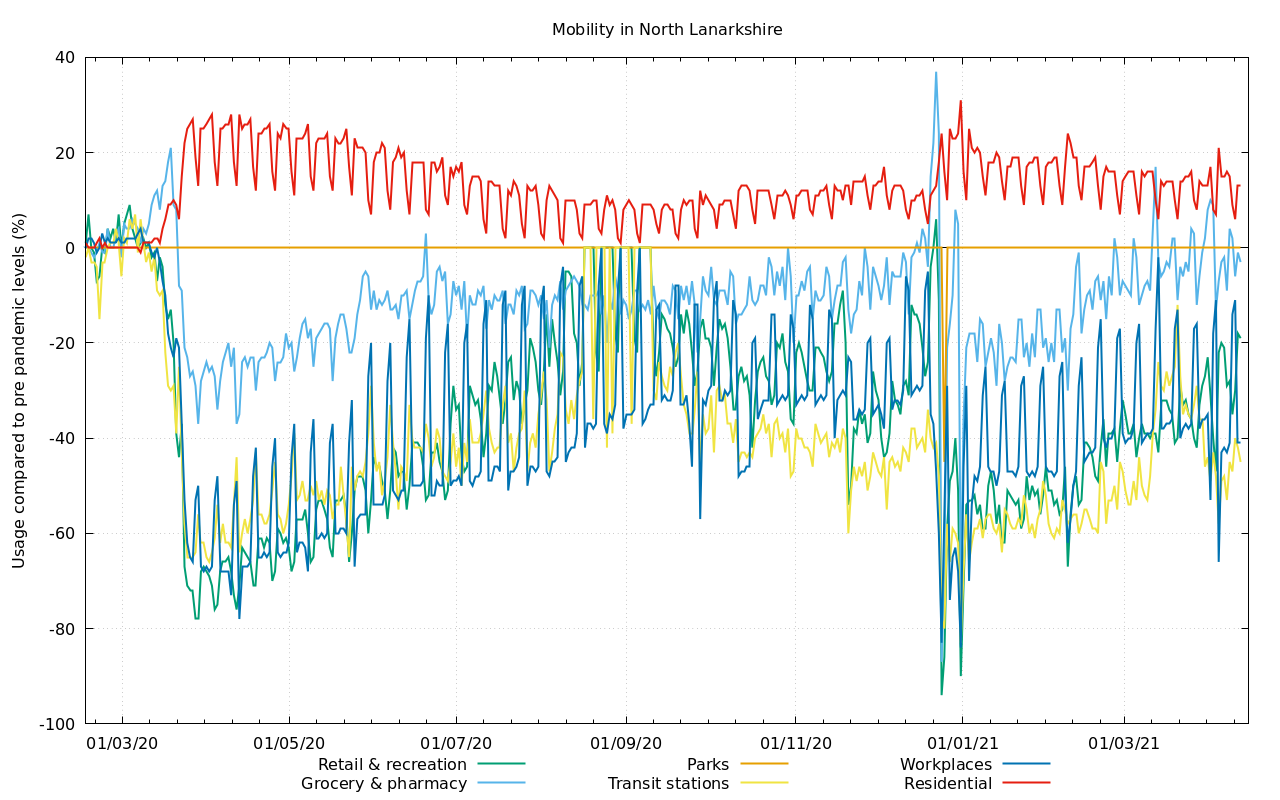 Mobility in North Lanarkshire
Usage compared to pre pandemic levels (%)
40
20
0
-20
-40
-60
-80
-100
01/03/20 01/05/20 01/07/20 01/09/20 01/11/20 01/01/21 01/03/21
Retail & recreation Parks Workplaces
Grocery & pharmacy Transit stations Residential